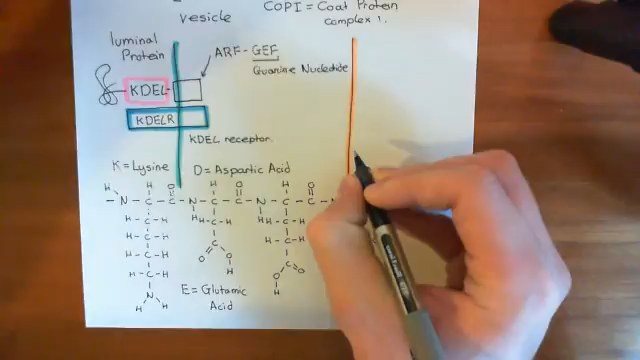 vesicle
COPI = Coat Protein
Complex 1.
luminal
Protein
ARF-GEF
Guanine Nucleotide
KDEL
KDELR
KDEL receptor.
K = Lysine
D = Aspartic Acid
H H O H O H O
N C C N C C N C C N
H-C-H H H-C-H H H-C-H
H-C-H C H-C-H
H-C-H O O C O
H-C-H H O
N H
H H
E = Glutamic
Acid